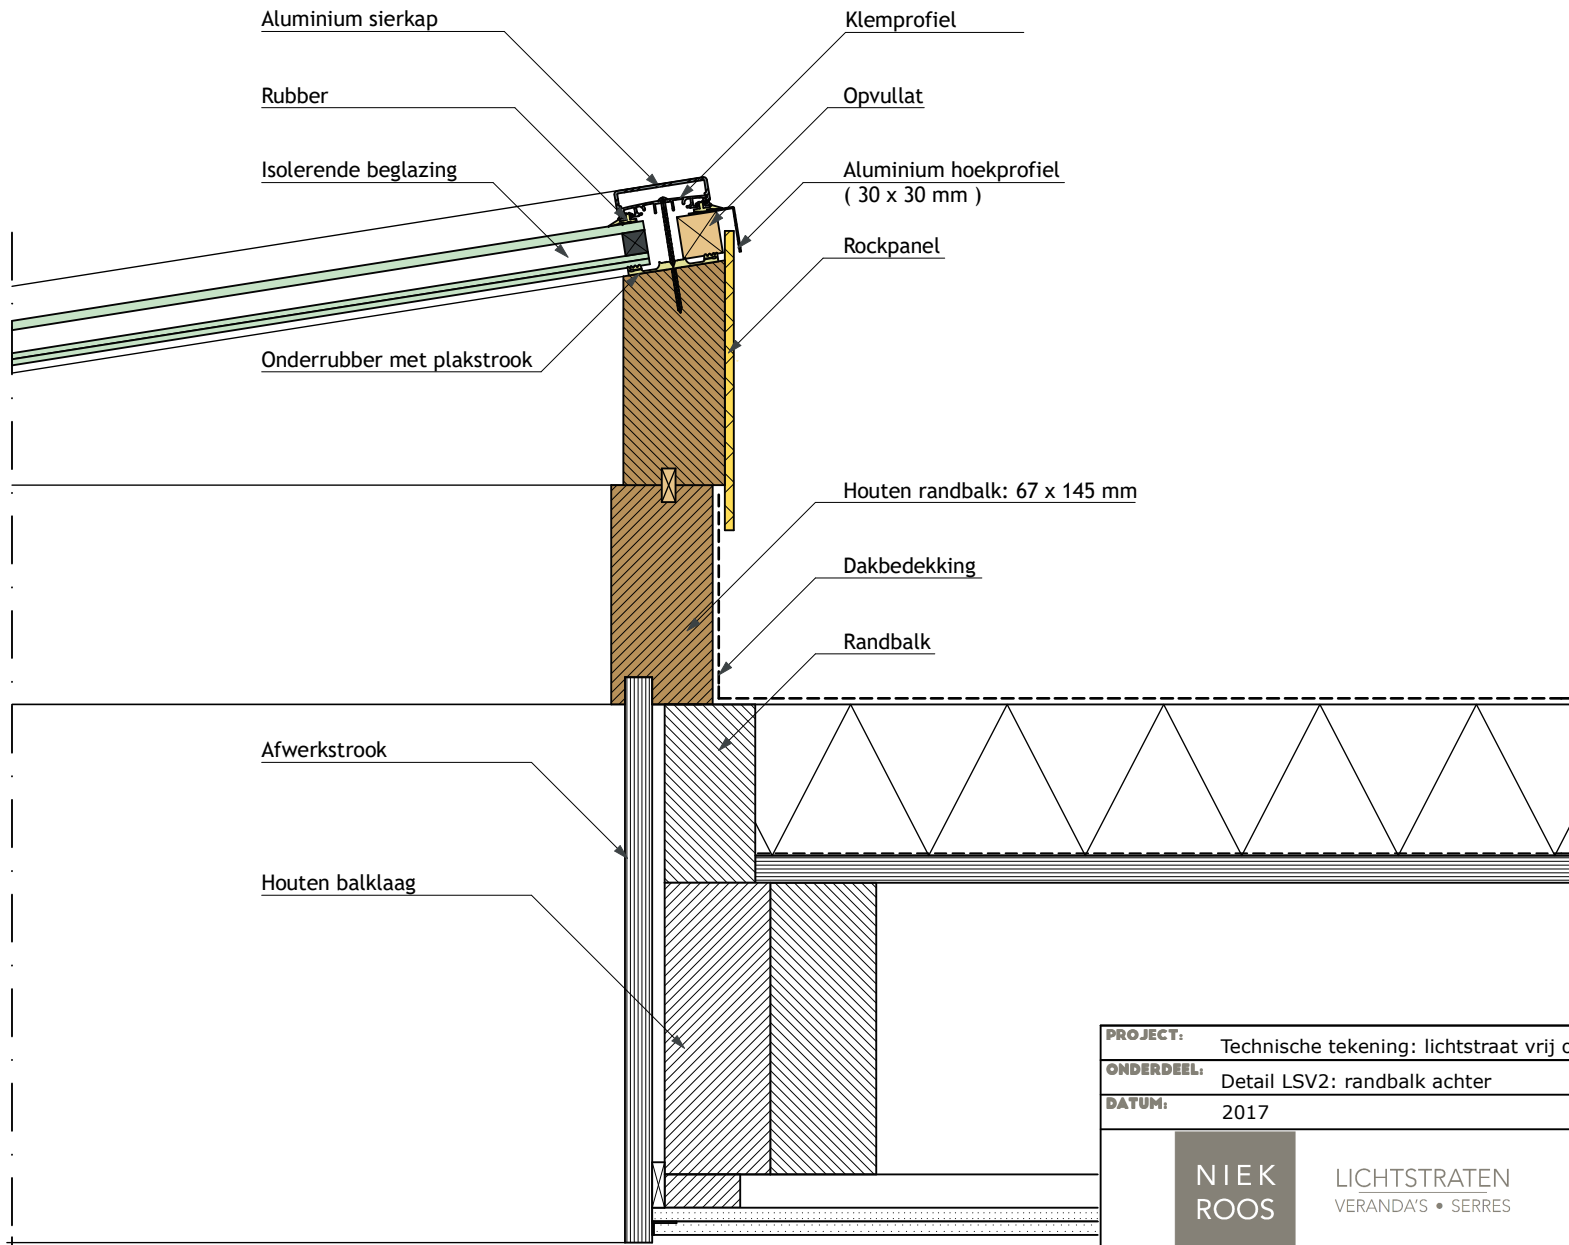 Aluminium sierkap
Klemprofiel
Rubber
Opvullat
Isolerende beglazing
Aluminium hoekprofiel
( 30 x 30 mm )
Rockpanel
Onderrubber met plakstrook
Houten randbalk: 67 x 145 mm
Dakbedekking
Randbalk
Afwerkstrook
Houten balklaag
PROJECT: Technische tekening: lichtstraat vrij
ONDERDEEL: Detail LSV2: randbalk achter
DATUM: 2017
NIEK
ROOS
LICHTSTRATEN
VERANDA'S • SERRES